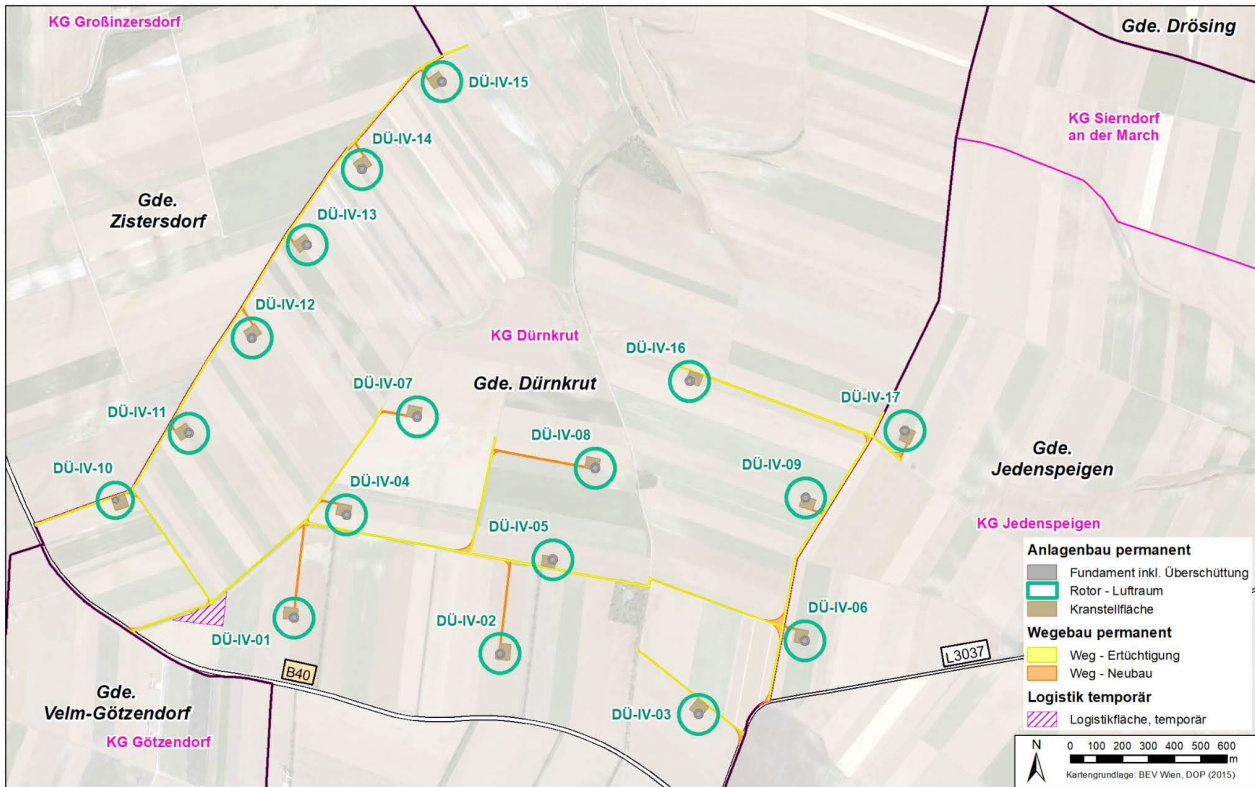 KG Großinzersdorf
Gde. Drösing
DÜ-IV-15
KG Sierndorf
an der March
DÜ-IV-14
Gde.
Zistersdorf
DÜ-IV-13
DÜ-IV-12
KG Dürnkrut
DÜ-IV-16
DÜ-IV-07
Gde. Dürnkrut
DÜ-IV-17
DÜ-IV-11
DÜ-IV-08
DÜ-IV-09
Gde.
Jedenspeigen
DÜ-IV-10
DÜ-IV-04
KG Jedenspeigen
DÜ-IV-05
DÜ-IV-06
DÜ-IV-01
DÜ-IV-02
L3037
B40
Gde.
Velm-Götzendorf
DÜ-IV-03
KG Götzendorf
Anlagenbau permanent
Fundament inkl. Überschüttung
Rotor - Luftraum
Kranstellfläche
Wegebau permanent
Weg - Ertüchtigung
Weg - Neubau
Logistik temporär
Logistikfläche, temporär
N
0 100 200 300 400 500 600
m
Kartengrundlage: BEV Wien, DOP (2015)